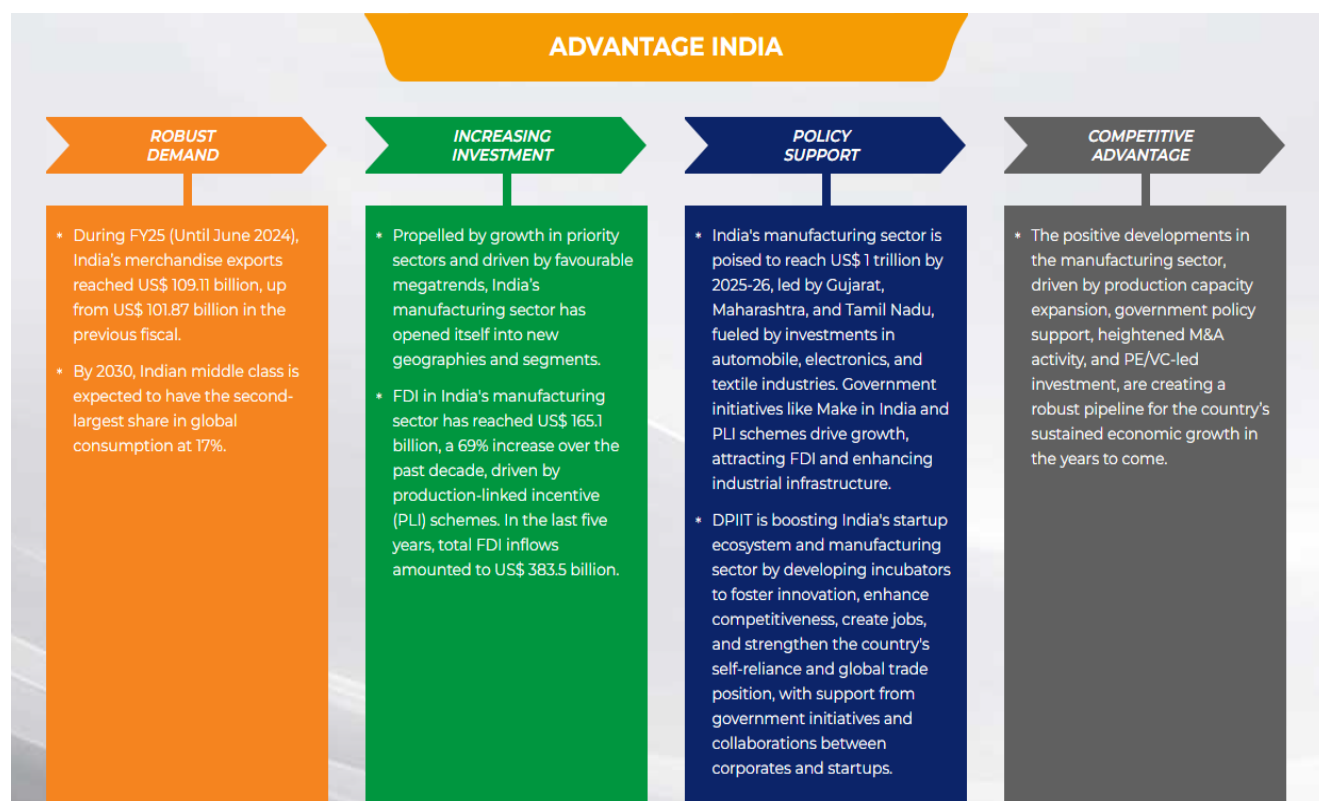 ADVANTAGE INDIA
ROBUST
DEMAND
* During FY25 (Until June 2024),
India’s merchandise exports
reached US$ 109.11 billion, up
from US$ 101.87 billion in the
previous fiscal.
* By 2030, Indian middle class is
expected to have the second-
largest share in global
consumption at 17%.
INCREASING
INVESTMENT
* Propelled by growth in priority
sectors and driven by favourable
megatrends, India’s
manufacturing sector has
opened itself into new
geographies and segments.
* FDI in India's manufacturing
sector has reached US$ 165.1
billion, a 69% increase over the
past decade, driven by
production-linked incentive
(PLI) schemes. In the last five
years, total FDI inflows
amounted to US$ 383.5 billion.
POLICY
SUPPORT
* India's manufacturing sector is
poised to reach US$ 1 trillion by
2025-26, led by Gujarat,
Maharashtra, and Tamil Nadu,
fueled by investments in
automobile, electronics, and
textile industries. Government
initiatives like Make in India and
PLI schemes drive growth,
attracting FDI and enhancing
industrial infrastructure.
* DPIIT is boosting India's startup
ecosystem and manufacturing
sector by developing incubators
to foster innovation, enhance
competitiveness, create jobs,
and strengthen the country's
self-reliance and global trade
position, with support from
government initiatives and
collaborations between
corporates and startups.
COMPETITIVE
ADVANTAGE
* The positive developments in
the manufacturing sector,
driven by production capacity
expansion, government policy
support, heightened M&A
activity, and PE/VC-led
investment, are creating a
robust pipeline for the country’s
sustained economic growth in
the years to come.